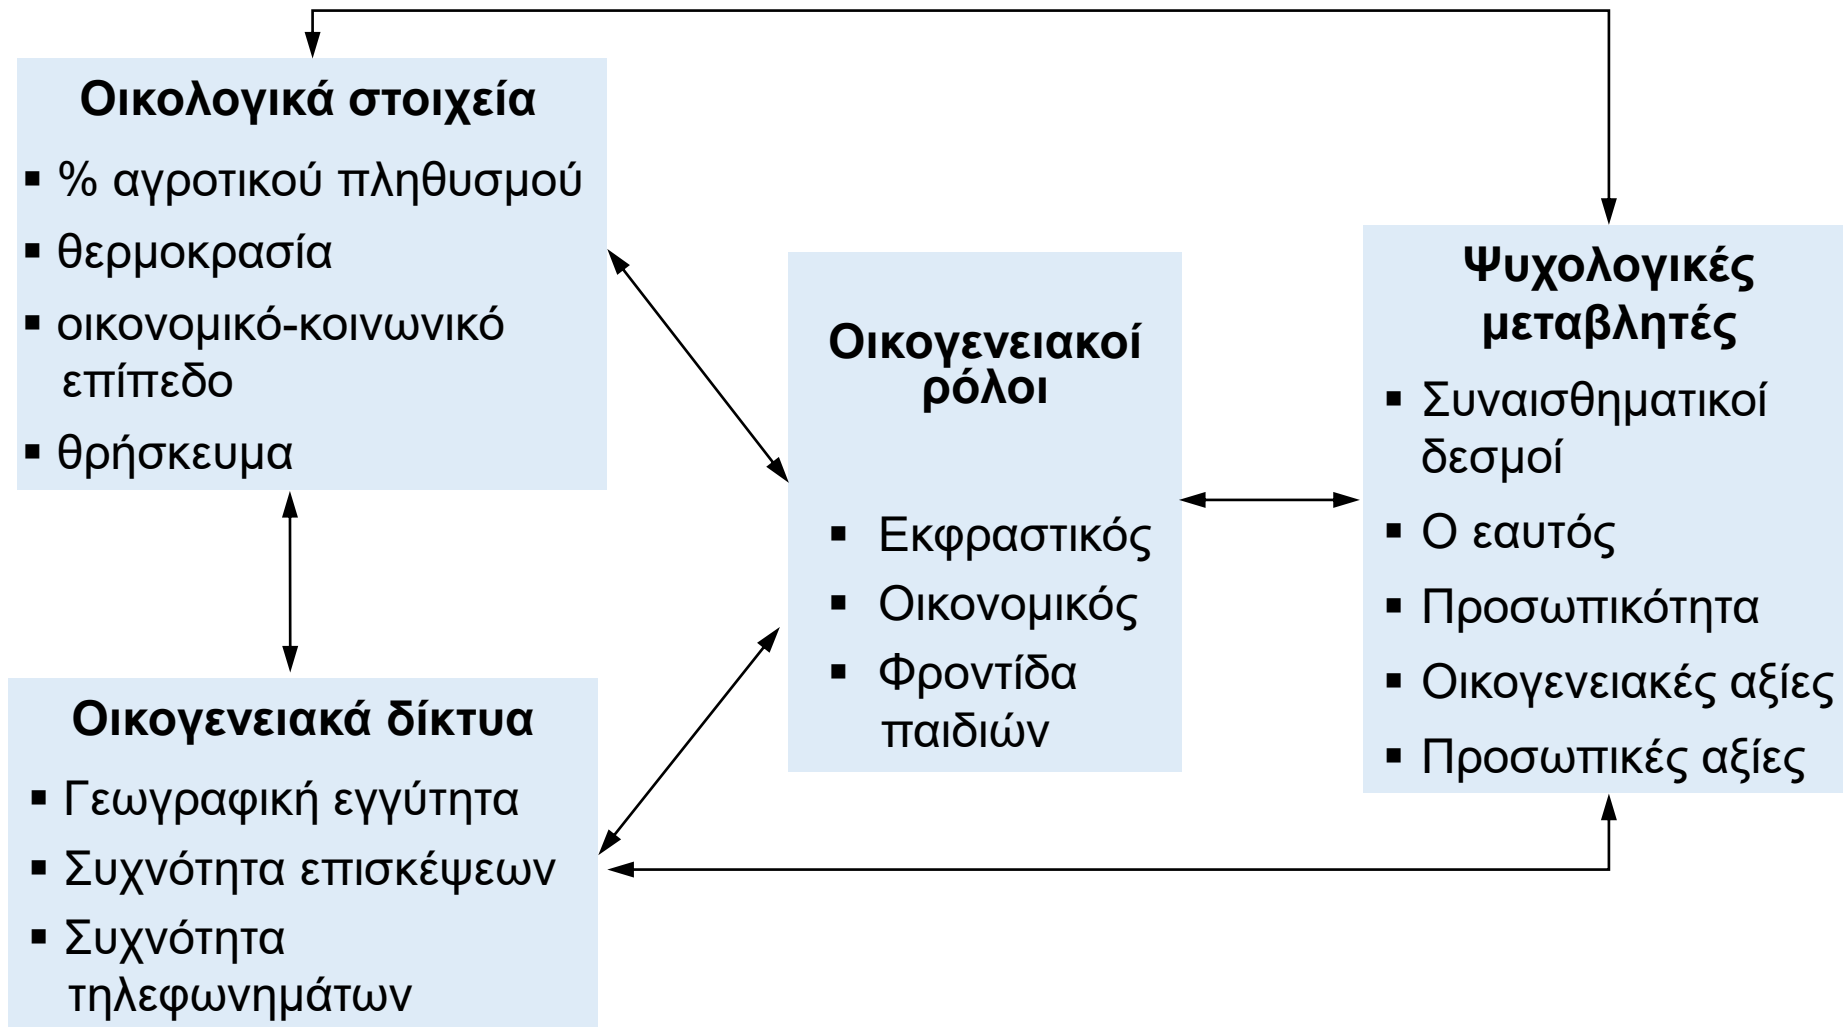 Οικολογικά στοιχεία
▪ % αγροτικού πληθυσμού
▪ θερμοκρασία
▪ οικονομικό-κοινωνικό
επίπεδο
▪ θρήσκευμα
Οικογενειακά δίκτυα
▪ Γεωγραφική εγγύτητα
▪ Συχνότητα επισκέψεων
▪ Συχνότητα
τηλεφωνημάτων
Οικογενειακοί
ρόλοι
▪ Εκφραστικός
▪ Οικονομικός
▪ Φροντίδα
παιδιών
Ψυχολογικές
μεταβλητές
▪ Συναισθηματικοί
δεσμοί
▪ Ο εαυτός
▪ Προσωπικότητα
▪ Οικογενειακές αξίες
▪ Προσωπικές αξίες